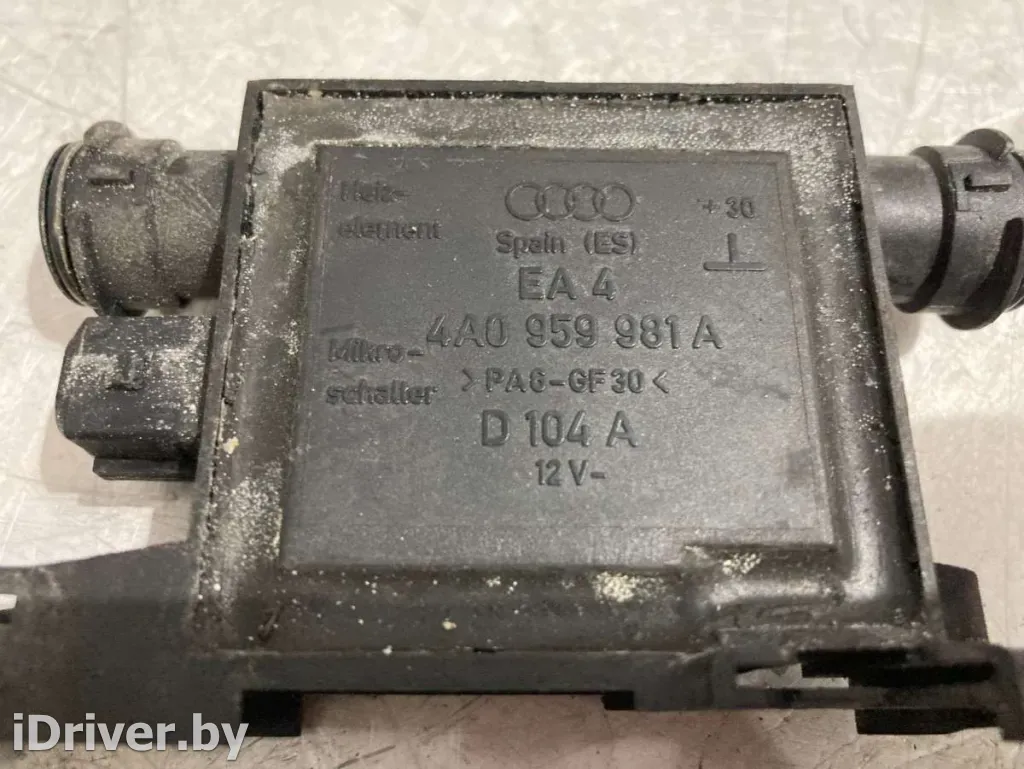 Heiz-
element
+30
Spain (ES)
EA 4
4A0 959 981 A
Mikro-
schalter
>PA6-GF30<
D 104 A
12 V-
iDriver.by